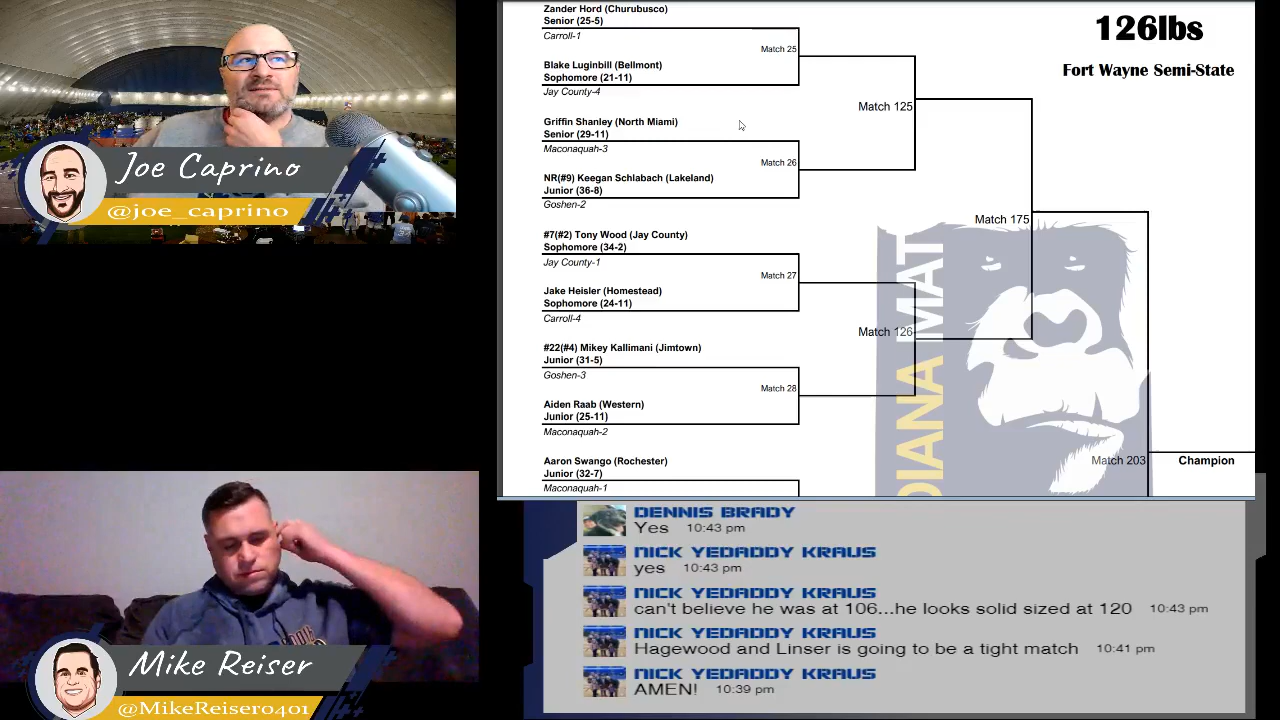 Zander Hord (Churubusco)
Senior (25-5)
Carroll-1
Match 25
Blake Luginbill (Bellmont)
Sophomore (21-11)
Jay County-4
Match 125
Griffin Shanley (North Miami)
Senior (29-11)
Maconaquah-3
Match 26
NR(#9) Keegan Schlabach (Lakeland)
Junior (36-8)
Goshen-2
Match 175
#7(#2) Tony Wood (Jay County)
Sophomore (34-2)
Jay County-1
Match 27
Jake Heisler (Homestead)
Sophomore (24-11)
Carroll-4
Match 126
#22(#4) Mikey Kallimani (Jimtown)
Junior (31-5)
Goshen-3
Match 28
Aiden Raab (Western)
Junior (25-11)
Maconaquah-2
Aaron Swango (Rochester)
Junior (32-7)
Maconaquah-1
Match 203
Champion
126lbs
Fort Wayne Semi-State
DIANA MAT
Joe Caprino
@joe_caprino
Mike Reiser
@MikeReiser0401
DENNIS BRADY
Yes 10:43 pm
NICK YEDADDY KRAUS
yes 10:43 pm
NICK YEDADDY KRAUS
can't believe he was at 106...he looks solid sized at 120 10:43 pm
NICK YEDADDY KRAUS
Hagewood and Linser is going to be a tight match 10:41 pm
NICK YEDADDY KRAUS
AMEN! 10:39 pm